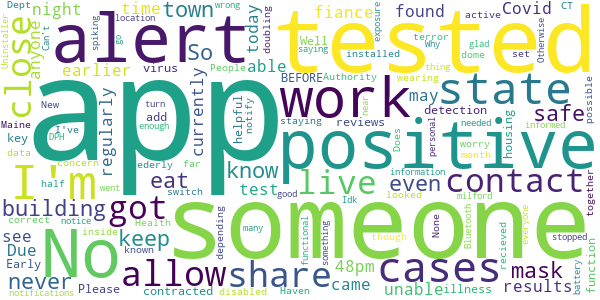 Dept night time town fiance found Covid active wrong CT
Uninstaller anyone close alert today doubling tested location exposure
Can't spiking go earlier virus So able Well saying installed terror Why glad set Otherwise
People BEFORE Authority wearing dome thing
New Maine app work may state detection safe possible
key turn add currently helpful notify staying reviews Does near personal needed informed
DPH I've enough know positive housing worry month
data concern elderly far regularly eat test live even contact together
I'm half went switch good information looked milford
building got someone Idk many None Bluetooth everyone
correct notice inside Health No keep known functional something though recieved stopped
see Due Early depending 48pm cases mask battery function
never allow share came unable illness results
notifications Please contracted disabled Haven